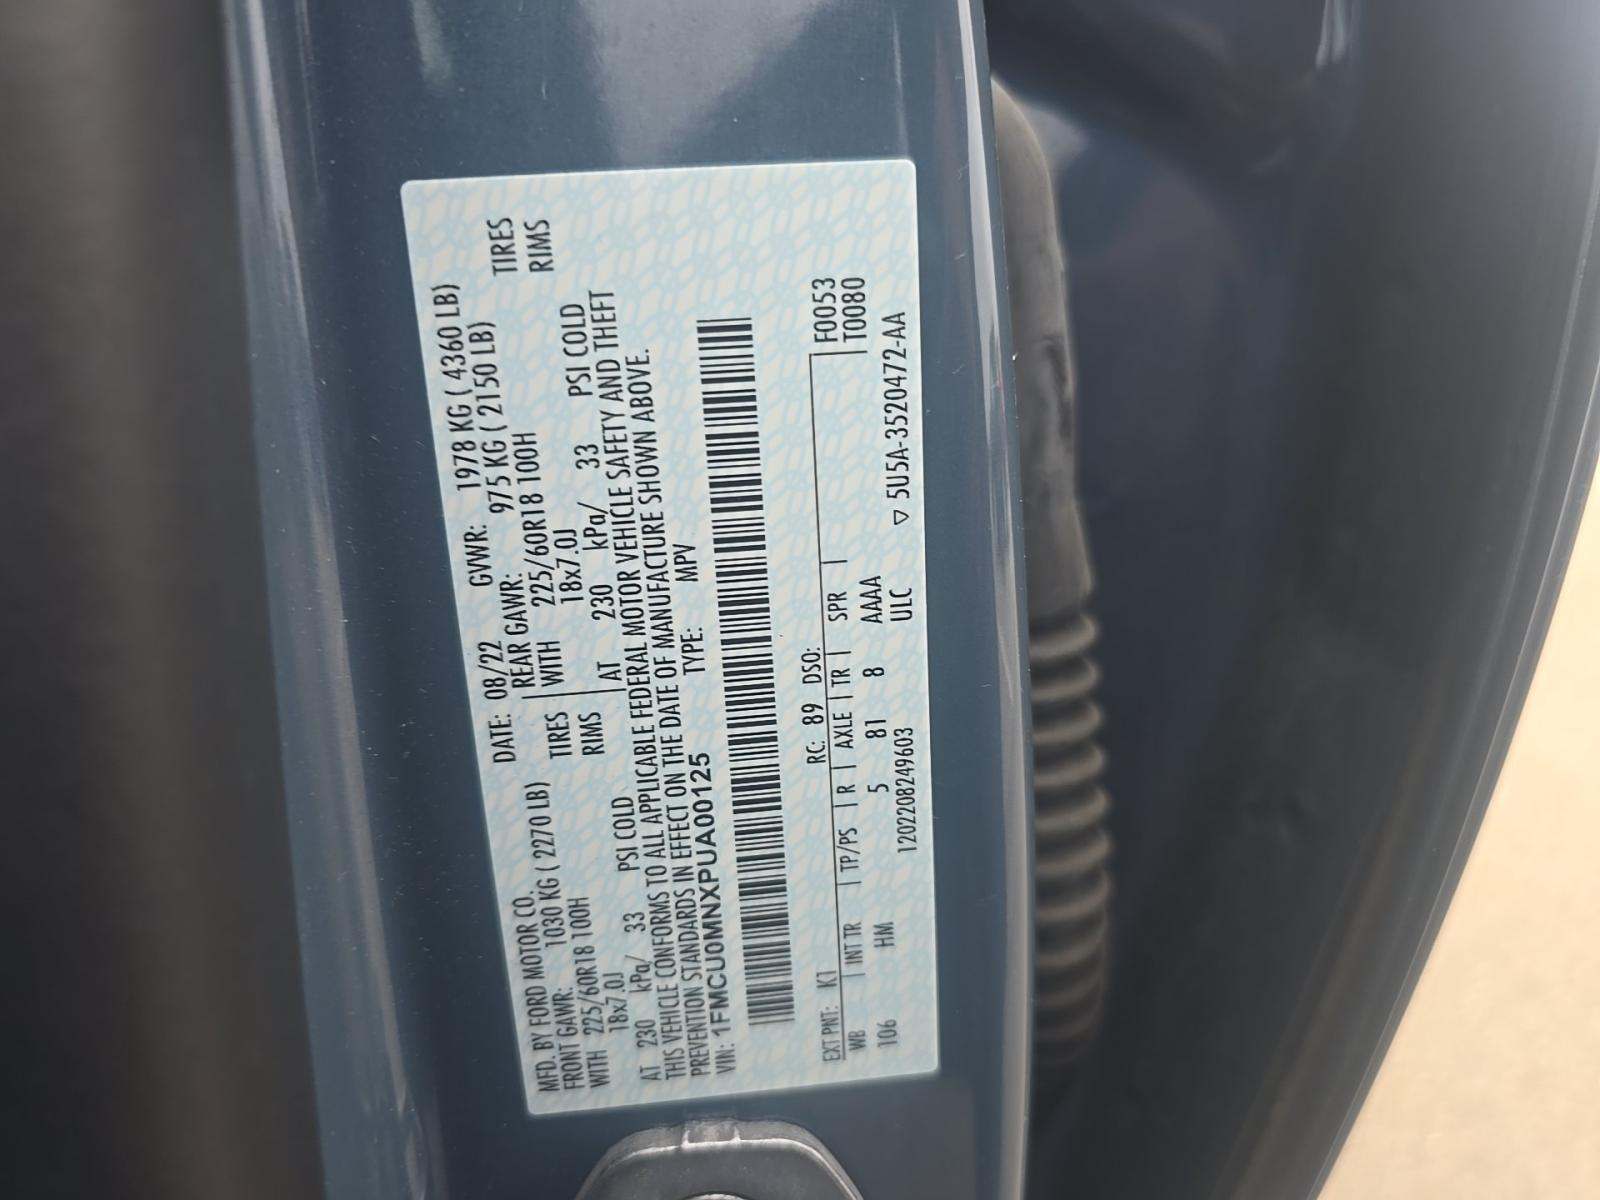 MFD. BY FORD MOTOR CO. DATE: 08/22 GVWR: 1978 KG ( 4360 LB)
FRONT GAWR: 1030 KG ( 2270 LB) REAR GAWR: 975 KG ( 2150 LB)
WITH 225/60R18 100H TIRES WITH 225/60R18 100H TIRES
18x7.0J RIMS 18x7.0J RIMS
AT 230 kPa/ 33 PSI COLD AT 230 kPa/ 33 PSI COLD
THIS VEHICLE CONFORMS TO ALL APPLICABLE FEDERAL MOTOR VEHICLE SAFETY AND THEFT
PREVENTION STANDARDS IN EFFECT ON THE DATE OF MANUFACTURE SHOWN ABOVE.
VIN: 1FMCU0MNXPUA00125 TYPE: MPV
EXT PNT: K1 RC: 89 DSO: F0053
WB INT TR TP/PS R AXLE TR SPR T0080
106 HM 5 81 8 AAAA
1202208249603 ULC ▽ 5U5A-3520472-AA